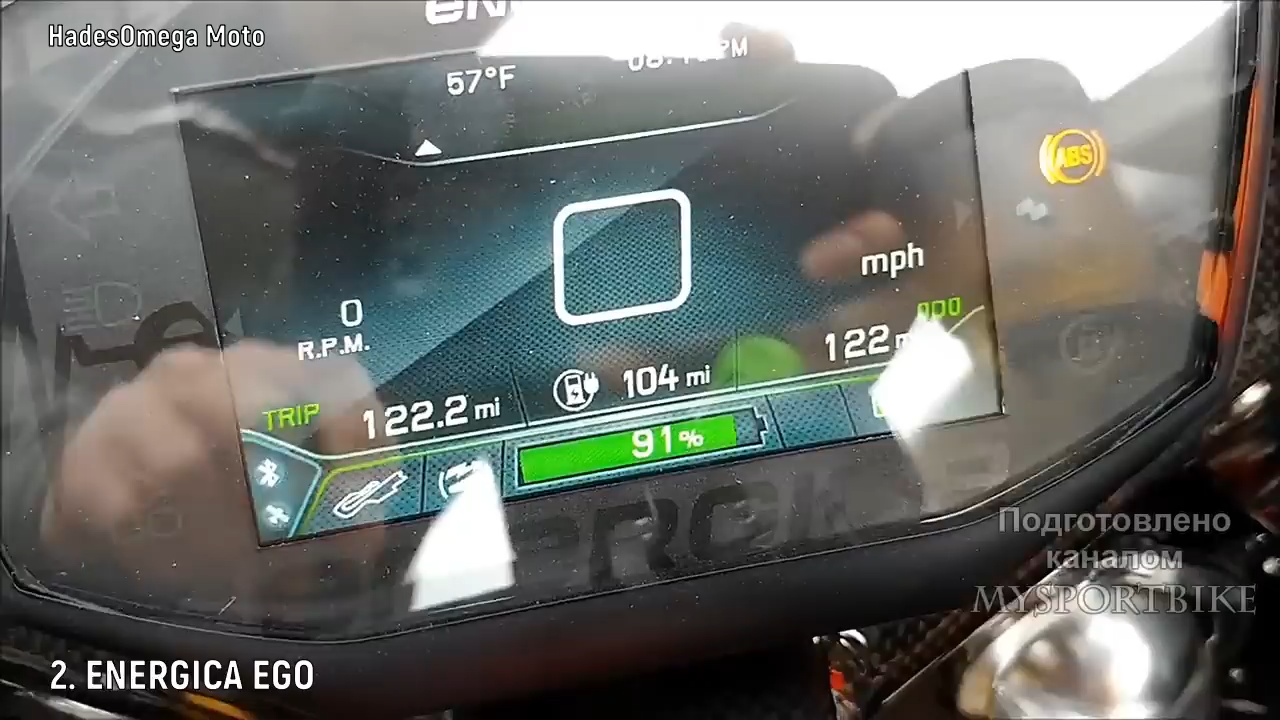 HadesOmega Moto
57°F
ABS
mph
0
R.P.M.
ODO
122
104 mi
TRIP 122.2 mi
91%
Подготовлено
каналом
MYSPORTBIKE
2. ENERGICA EGO